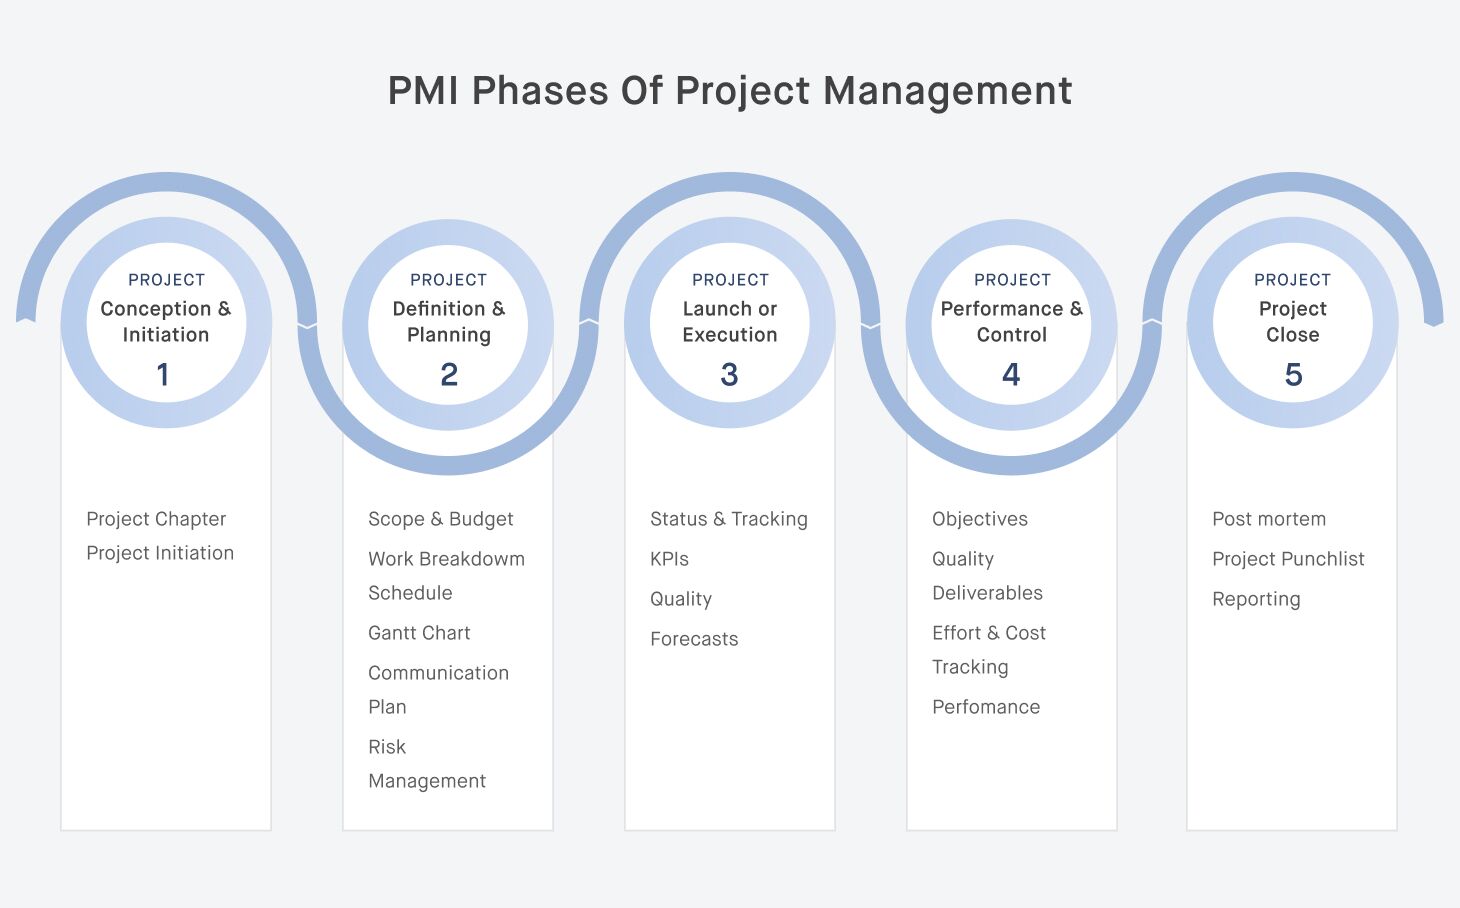 PMI Phases Of Project Management
PROJECT
Conception &
Initiation
1
Project Chapter
Project Initiation
PROJECT
Definition &
Planning
2
Scope & Budget
Work Breakdowm
Schedule
Gantt Chart
Communication
Plan
Risk
Management
PROJECT
Launch or
Execution
3
Status & Tracking
KPIs
Quality
Forecasts
PROJECT
Performance &
Control
4
Objectives
Quality
Deliverables
Effort & Cost
Tracking
Perfomance
PROJECT
Project
Close
5
Post mortem
Project Punchlist
Reporting